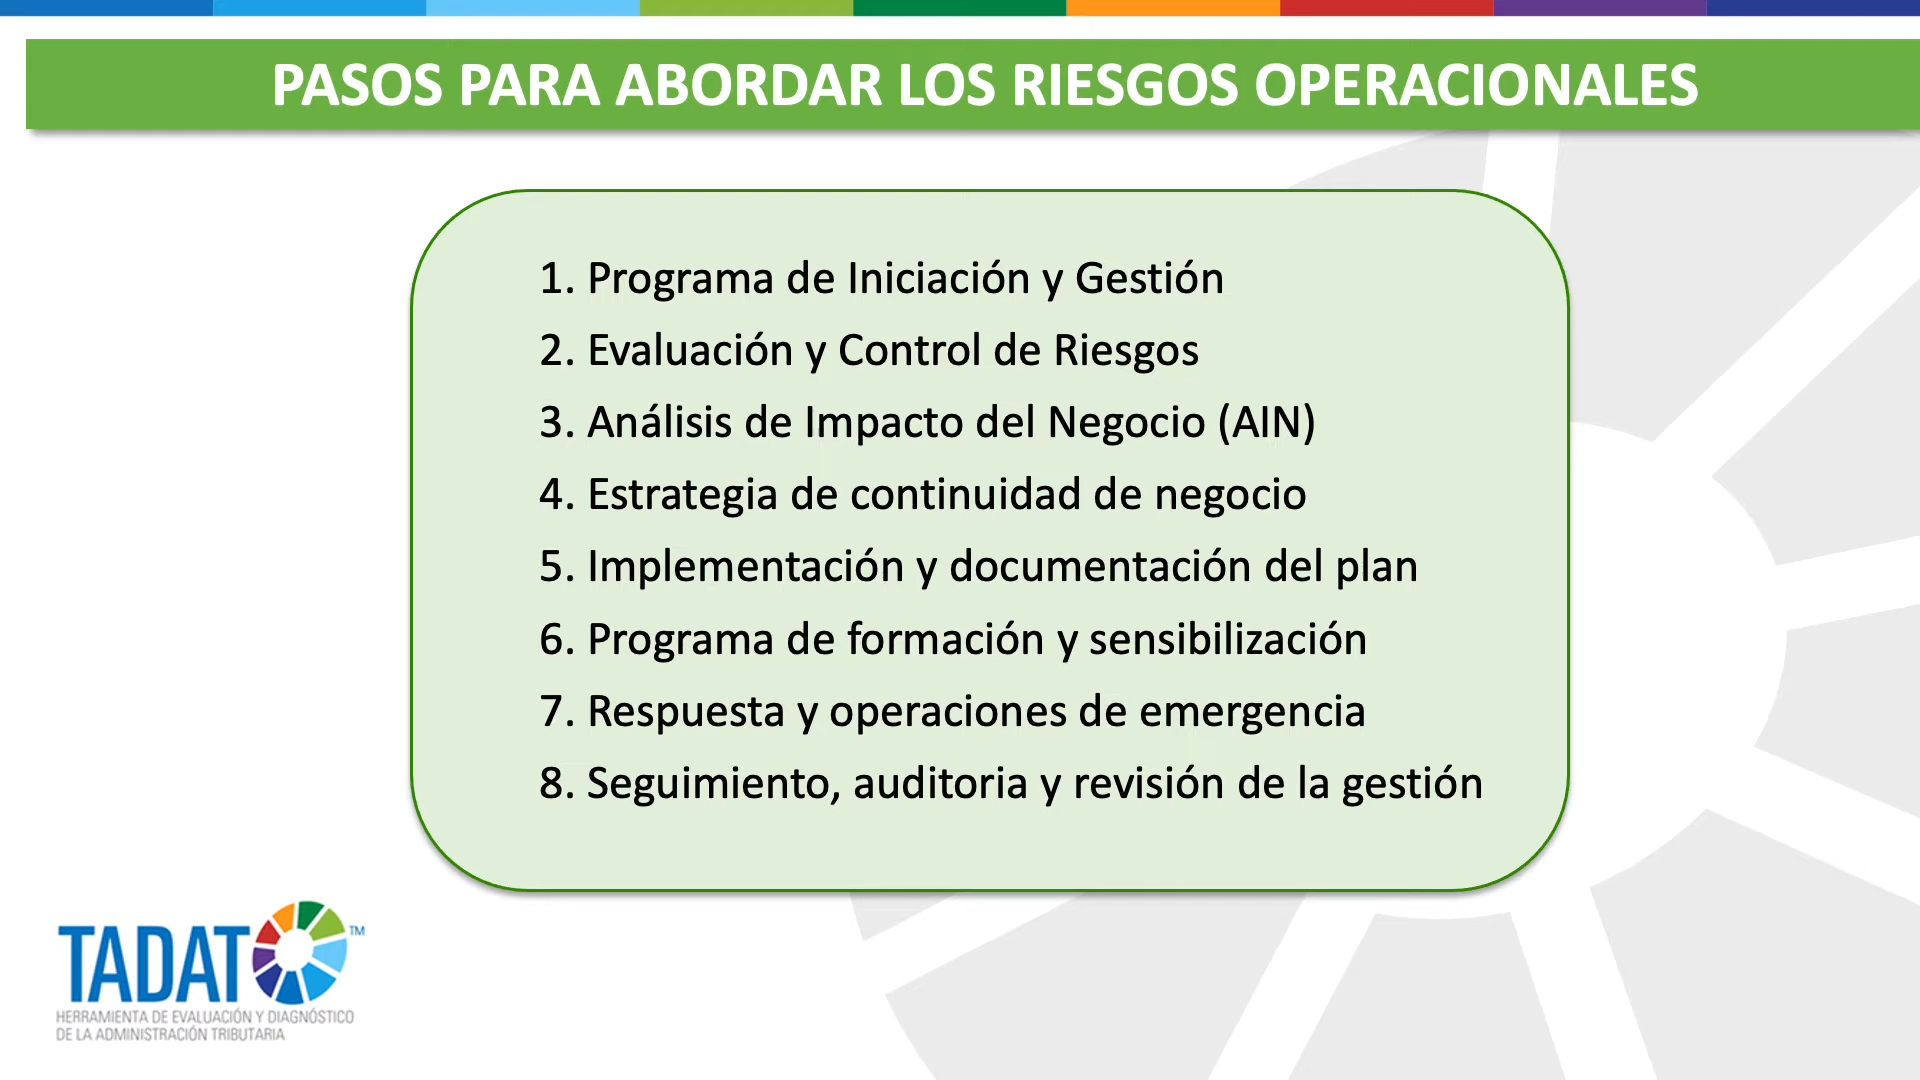 PASOS PARA ABORDAR LOS RIESGOS OPERACIONALES
1. Programa de Iniciación y Gestión
2. Evaluación y Control de Riesgos
3. Análisis de Impacto del Negocio (AIN)
4. Estrategia de continuidad de negocio
5. Implementación y documentación del plan
6. Programa de formación y sensibilización
7. Respuesta y operaciones de emergencia
8. Seguimiento, auditoria y revisión de la gestión
TADAT™
HERRAMIENTA DE EVALUACIÓN Y DIAGNÓSTICO
DE LA ADMINISTRACIÓN TRIBUTARIA